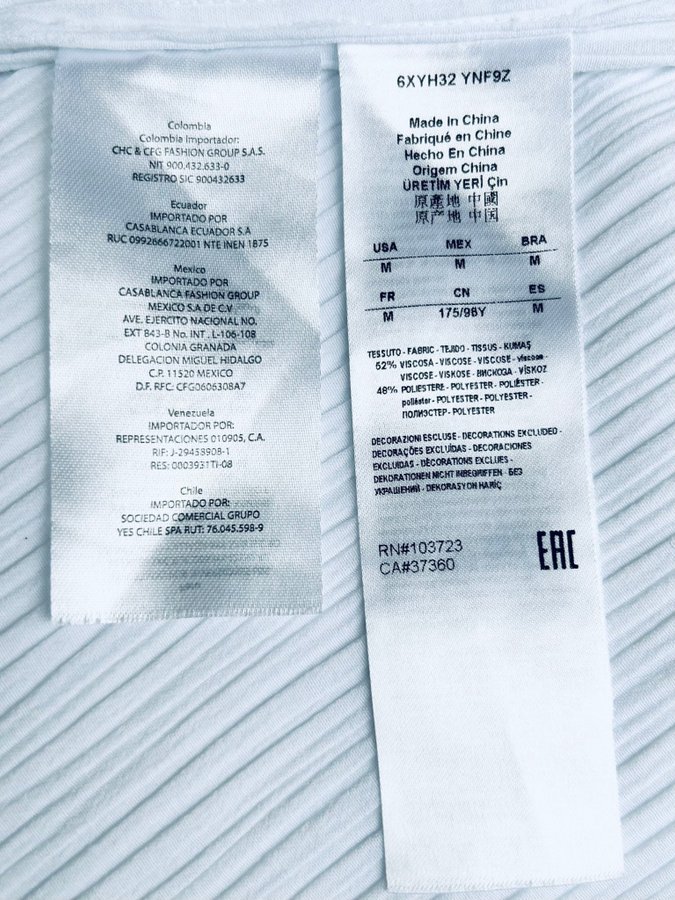 Colombia
Colombia Importador:
CHC & CFG FASHION GROUP S.A.S.
NIT 900.432.633-0
REGISTRO SIC 900432633
Ecuador
IMPORTADO POR
CASABLANCA ECUADOR S.A
RUC 0992666722001 NTE INEN 1875
Mexico
IMPORTADO POR
CASABLANCA FASHION GROUP
MEXICO S.A DE C.V
AVE. EJERCITO NACIONAL NO.
EXT 843-B No INT . L-106-108
COLONIA GRANADA
DELEGACION MIGUEL HIDALGO
C.P. 11520 MEXICO
D.F. RFC: CFG0606308A7
Venezuela
IMPORTADOR POR:
REPRESENTACIONES 010905, C.A.
RIF: J-29458908-1
RES: 0003931TI-08
Chile
IMPORTADO POR:
SOCIEDAD COMERCIAL GRUPO
YES CHILE SPA RUT: 76.045.598-9
6XYH32 YNF9Z
Made In China
Fabriqué en Chine
Hecho En China
Origem China
ÜRETİM YERİ Çin
原產地 中國
原产地 中国
USA MEX BRA
M M M
FR CN ES
M 175/98Y M
TESSUTO - FABRIC - TEJIDO - TISSUS - KUMAŞ
52% VISCOSA - VISCOSE - VISCOSE - viscose -
VISCOSE - VISKOSE - ВИСКОЗА - VİSKOZ
48% POLIESTERE - POLYESTER - POLIÉSTER -
poliéster - POLYESTER - POLYESTER -
ПОЛИЭСТЕР - POLYESTER
DECORAZIONI ESCLUSE - DECORATIONS EXCLUDED -
DECORAÇÕES EXCLUÍDAS - DECORACIONES
EXCLUIDAS - DÉCORATIONS EXCLUES -
DEKORATIONEN NICHT INBEGRIFFEN - БЕЗ
УКРАШЕНИЙ - DEKORASYON HARİÇ
RN#103723
CA#37360
EAC